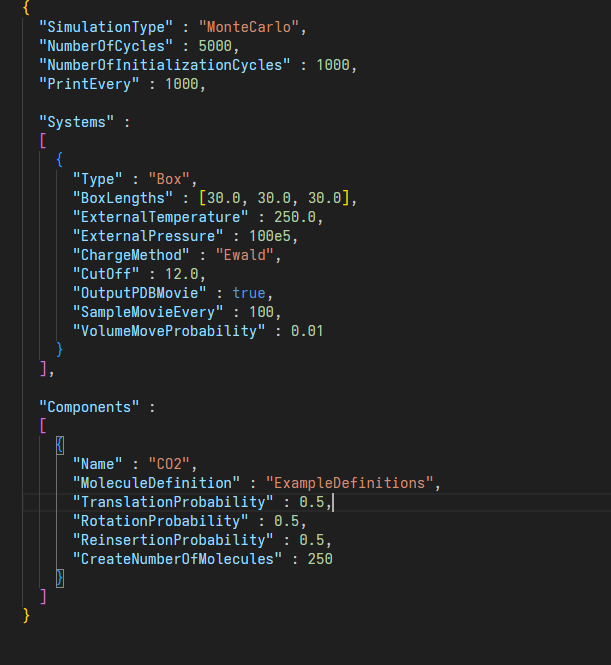 {
"SimulationType" : "MonteCarlo",
"NumberOfCycles" : 5000,
"NumberOfInitializationCycles" : 1000,
"PrintEvery" : 1000,
"Systems" :
[
{
"Type" : "Box",
"BoxLengths" : [30.0, 30.0, 30.0],
"ExternalTemperature" : 250.0,
"ExternalPressure" : 100e5,
"ChargeMethod" : "Ewald",
"CutOff" : 12.0,
"OutputPDBMovie" : true,
"SampleMovieEvery" : 100,
"VolumeMoveProbability" : 0.01
}
],
"Components" :
[
{
"Name" : "CO2",
"MoleculeDefinition" : "ExampleDefinitions",
"TranslationProbability" : 0.5,
"RotationProbability" : 0.5,
"ReinsertionProbability" : 0.5,
"CreateNumberOfMolecules" : 250
}
]
}